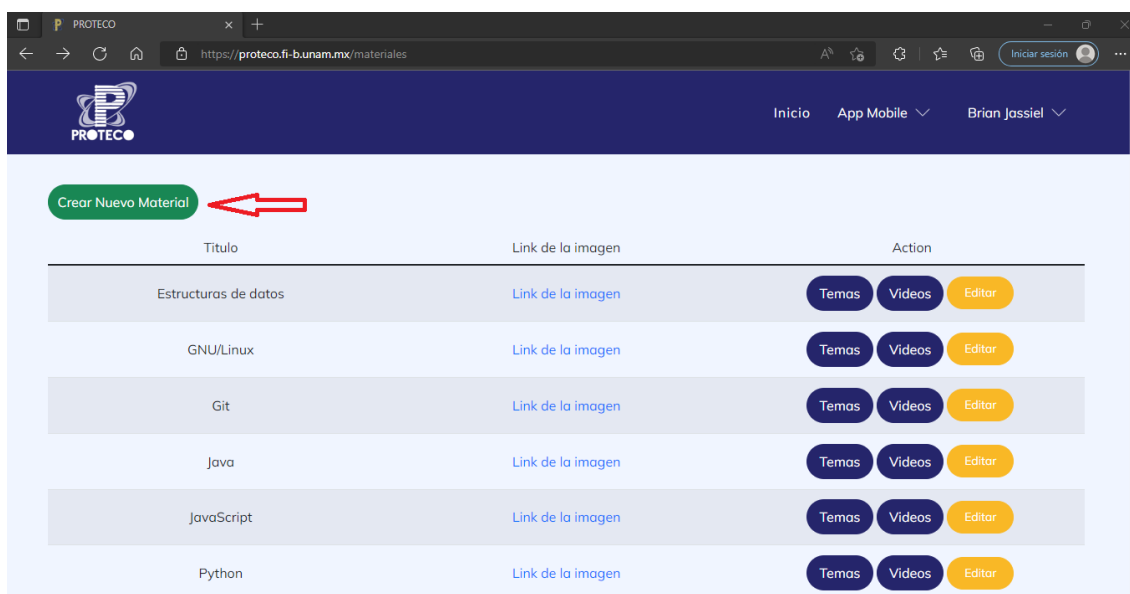 PROTECO
https://proteco.fi-b.unam.mx/materiales
Iniciar sesión
PROTECO
Inicio App Mobile Brian Jassiel
Crear Nuevo Material
Titulo Link de la imagen Action
Estructuras de datos Link de la imagen Temas Videos Editar
GNU/Linux Link de la imagen Temas Videos Editar
Git Link de la imagen Temas Videos Editar
Java Link de la imagen Temas Videos Editar
JavaScript Link de la imagen Temas Videos Editar
Python Link de la imagen Temas Videos Editar